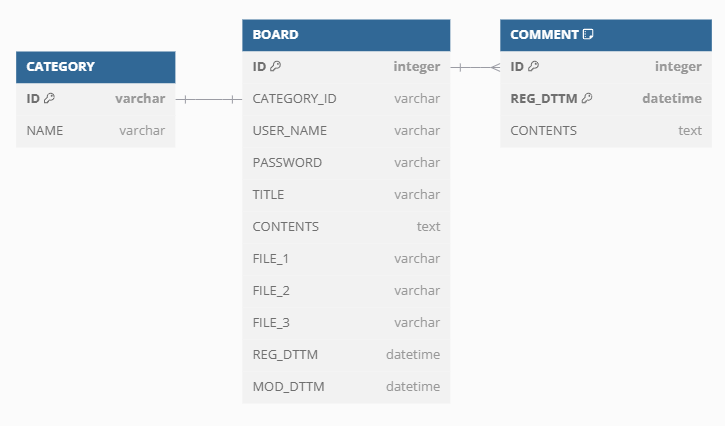 CATEGORY
ID varchar
NAME varchar
BOARD
ID integer
CATEGORY_ID varchar
USER_NAME varchar
PASSWORD varchar
TITLE varchar
CONTENTS text
FILE_1 varchar
FILE_2 varchar
FILE_3 varchar
REG_DTTM datetime
MOD_DTTM datetime
COMMENT
ID integer
REG_DTTM datetime
CONTENTS text